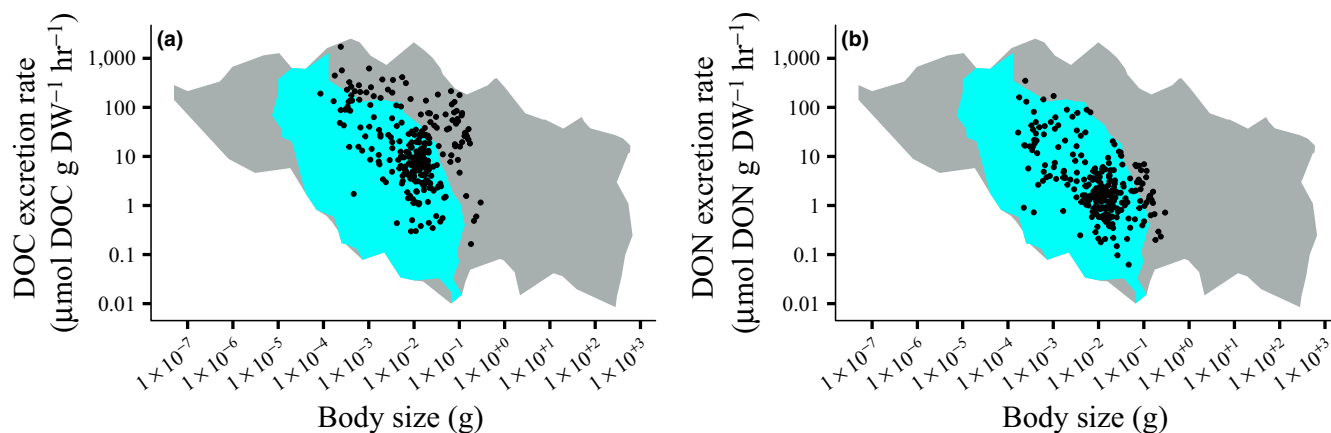 (a)
DOC excretion rate
(μmol DOC g DW⁻¹ hr⁻¹)
1,000
100
10
1
0.1
0.01
1 × 10⁻⁷
1 × 10⁻⁶
1 × 10⁻⁵
1 × 10⁻⁴
1 × 10⁻³
1 × 10⁻²
1 × 10⁻¹
1 × 10⁺⁰
1 × 10⁺¹
1 × 10⁺²
1 × 10⁺³
Body size (g)
(b)
DON excretion rate
(μmol DON g DW⁻¹ hr⁻¹)
1,000
100
10
1
0.1
0.01
1 × 10⁻⁷
1 × 10⁻⁶
1 × 10⁻⁵
1 × 10⁻⁴
1 × 10⁻³
1 × 10⁻²
1 × 10⁻¹
1 × 10⁺⁰
1 × 10⁺¹
1 × 10⁺²
1 × 10⁺³
Body size (g)